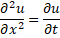 ∂²u/∂x² = ∂u/∂t